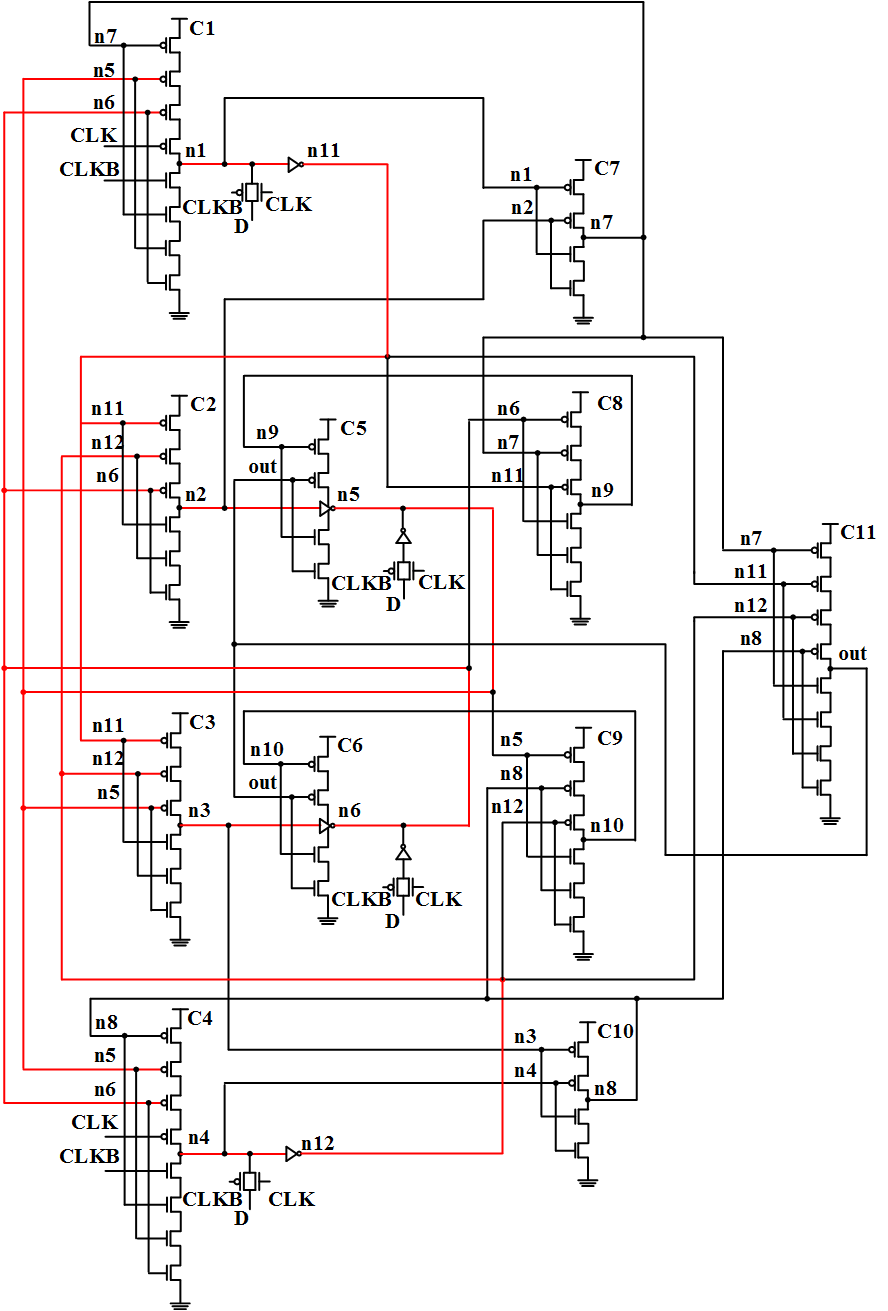 C1
n7
n5
n6
CLK
n1
n11
CLKB
CLKB
CLK
D
C7
n1
n2
n7
C2
n11
n12
n6
n2
C5
n9
out
n5
CLKB
CLK
D
C8
n6
n7
n11
n9
C11
n7
n11
n12
n8
out
C3
n11
n12
n5
n3
C6
n10
out
n6
CLKB
CLK
D
C9
n5
n8
n12
n10
C4
n8
n5
n6
CLK
n4
n12
CLKB
CLKB
CLK
D
C10
n3
n4
n8